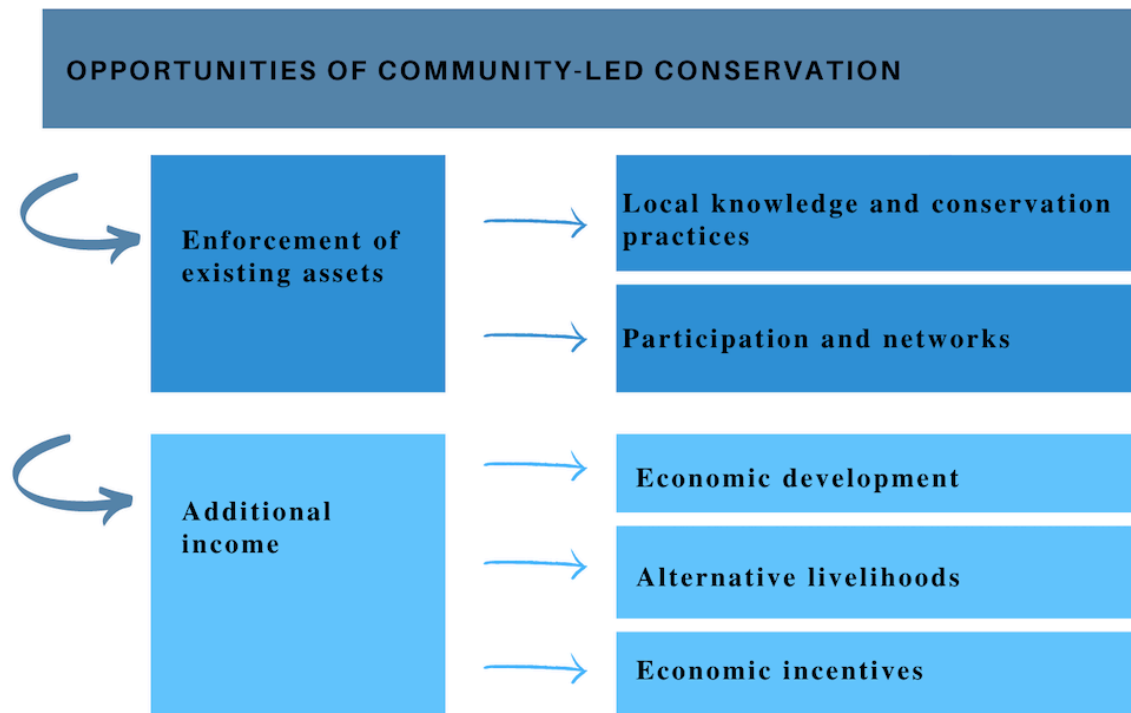 OPPORTUNITIES OF COMMUNITY-LED CONSERVATION
Enforcement of
existing assets
Local knowledge and conservation
practices
Participation and networks
Additional
income
Economic development
Alternative livelihoods
Economic incentives